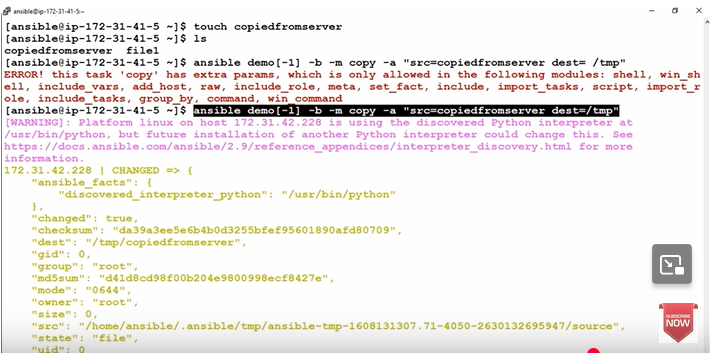 ansible@ip-172-31-41-5:~
[ansible@ip-172-31-41-5 ~]$ touch copiedfromserver
[ansible@ip-172-31-41-5 ~]$ ls
copiedfromserver  file1
[ansible@ip-172-31-41-5 ~]$ ansible demo[-1] -b -m copy -a "src=copiedfromserver dest= /tmp"
ERROR! this task 'copy' has extra params, which is only allowed in the following modules: shell, win_sh
ell, include_vars, add_host, raw, include_role, meta, set_fact, include, import_tasks, script, import_r
ole, include_tasks, group_by, command, win_command
[ansible@ip-172-31-41-5 ~]$ ansible demo[-1] -b -m copy -a "src=copiedfromserver dest=/tmp"
[WARNING]: Platform linux on host 172.31.42.228 is using the discovered Python interpreter at
/usr/bin/python, but future installation of another Python interpreter could change this. See
https://docs.ansible.com/ansible/2.9/reference_appendices/interpreter_discovery.html for more
information.
172.31.42.228 | CHANGED => {
    "ansible_facts": {
        "discovered_interpreter_python": "/usr/bin/python"
    },
    "changed": true,
    "checksum": "da39a3ee5e6b4b0d3255bfef95601890afd80709",
    "dest": "/tmp/copiedfromserver",
    "gid": 0,
    "group": "root",
    "md5sum": "d41d8cd98f00b204e9800998ecf8427e",
    "mode": "0644",
    "owner": "root",
    "size": 0,
    "src": "/home/ansible/.ansible/tmp/ansible-tmp-1608131307.71-4050-2630132695947/source",
    "state": "file",
    "uid": 0
SUBSCRIBE
NOW